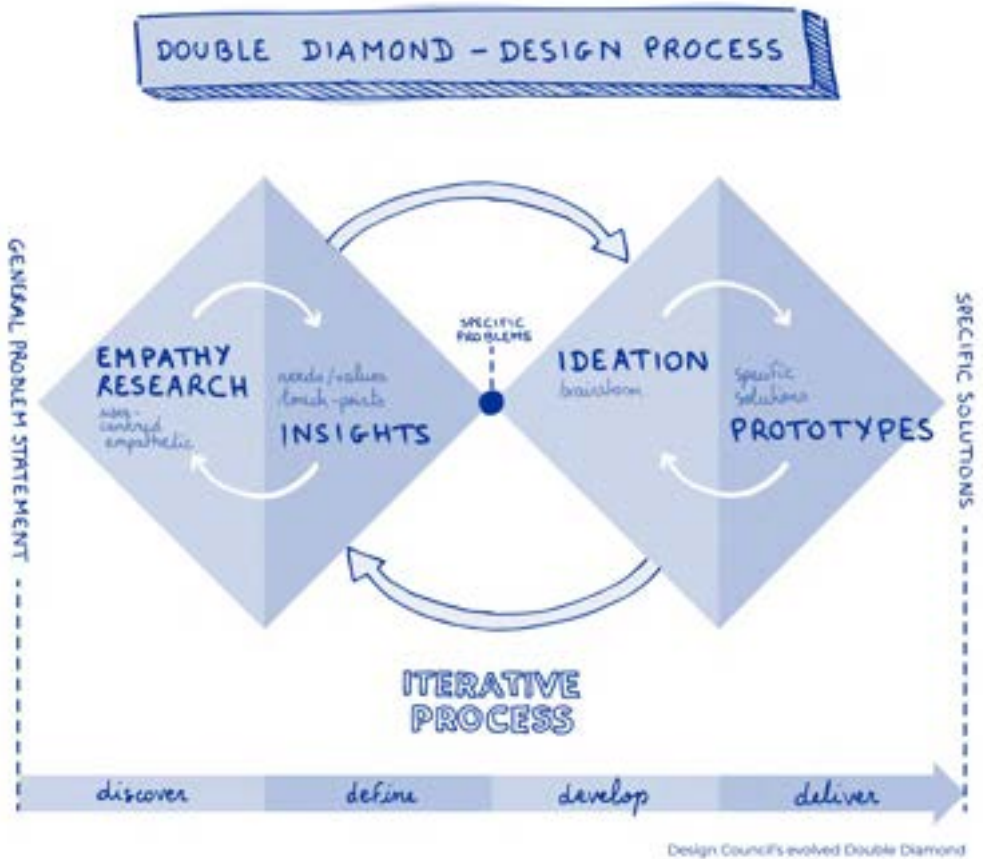 DOUBLE DIAMOND – DESIGN PROCESS
GENERAL PROBLEM STATEMENT
EMPATHY
RESEARCH
user-
centred
empathetic
needs/values
touch-points
INSIGHTS
SPECIFIC
PROBLEMS
IDEATION
brainstorm
specific
solutions
PROTOTYPES
SPECIFIC SOLUTIONS
ITERATIVE
PROCESS
discover
define
develop
deliver
Design Council's evolved Double Diamond